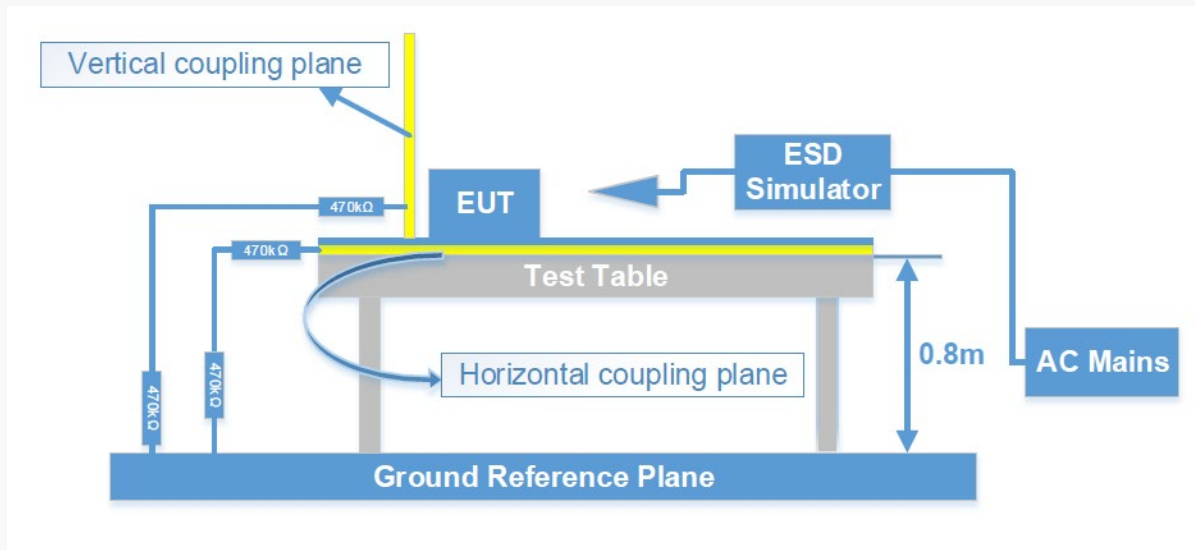 Vertical coupling plane
ESD
Simulator
EUT
470kΩ
470kΩ
Test Table
0.8m
AC Mains
470kΩ
470kΩ
Horizontal coupling plane
Ground Reference Plane